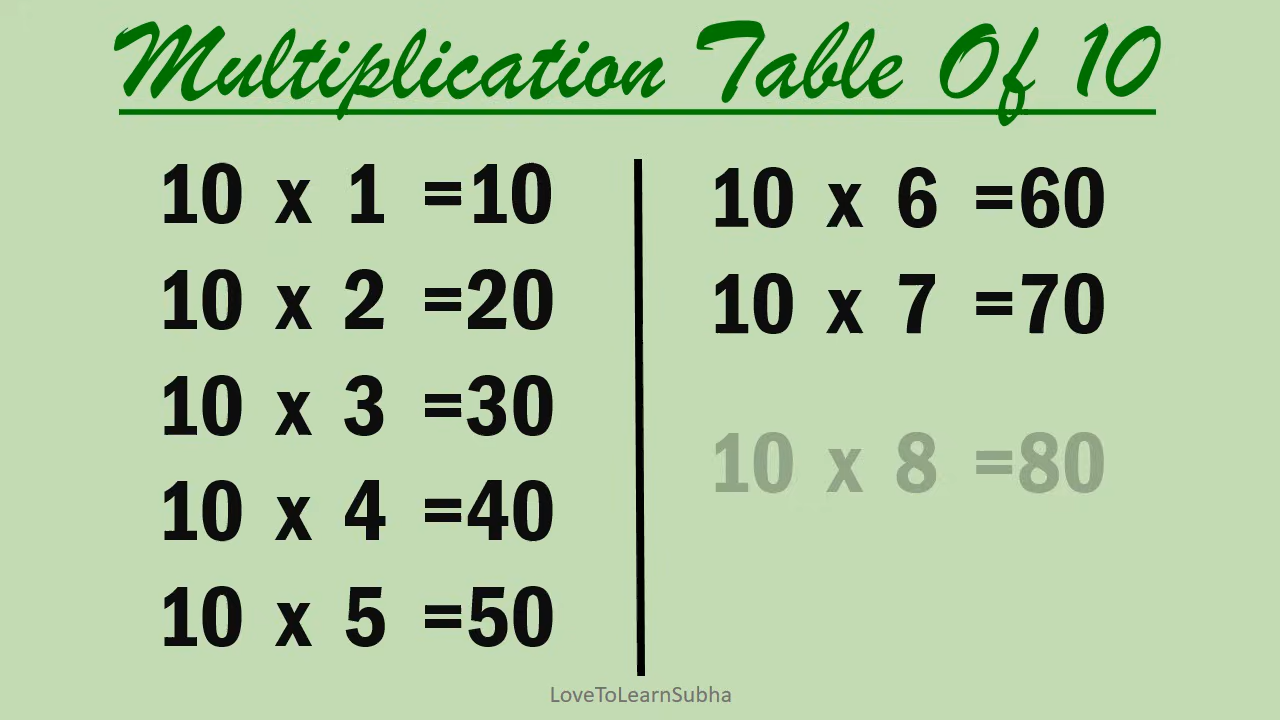 Multiplication Table Of 10
10 x 1 =10
10 x 2 =20
10 x 3 =30
10 x 4 =40
10 x 5 =50
10 x 6 =60
10 x 7 =70
10 x 8 =80
LoveToLearnSubha